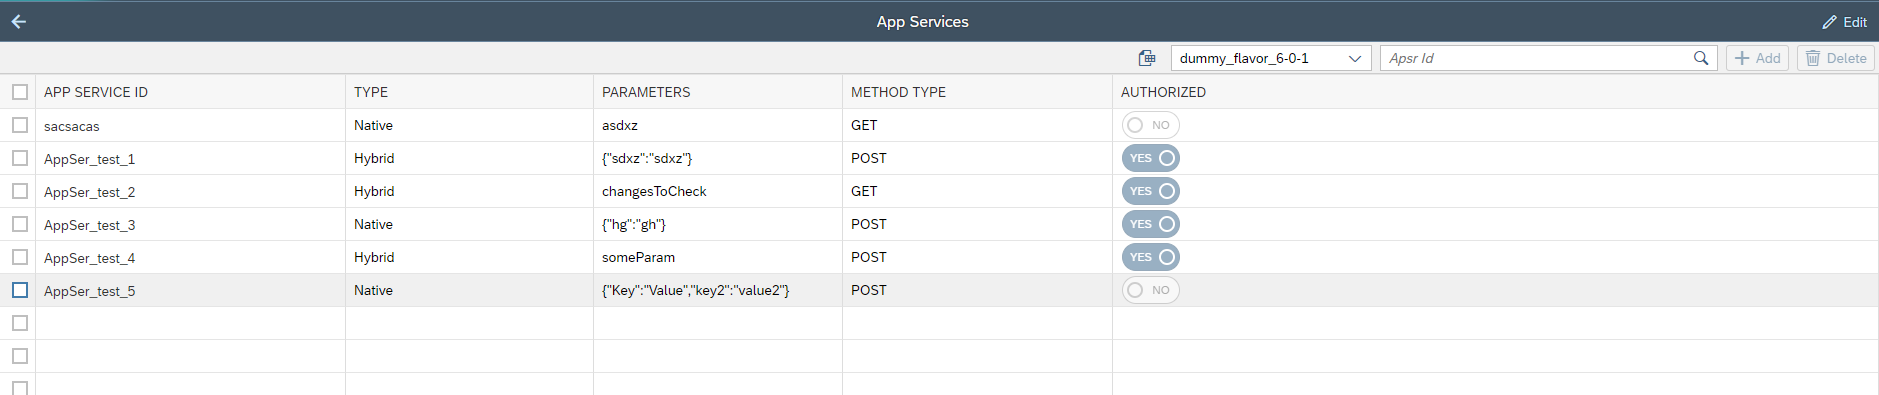 App Services
Edit
dummy_flavor_6-0-1 Apsr Id Add Delete
APP SERVICE ID TYPE PARAMETERS METHOD TYPE AUTHORIZED
sacsacas Native asdxz GET NO
AppSer_test_1 Hybrid {"sdxz":"sdxz"} POST YES
AppSer_test_2 Hybrid changesToCheck GET YES
AppSer_test_3 Native {"hg":"gh"} POST YES
AppSer_test_4 Hybrid someParam POST YES
AppSer_test_5 Native {"Key":"Value","key2":"value2"} POST NO